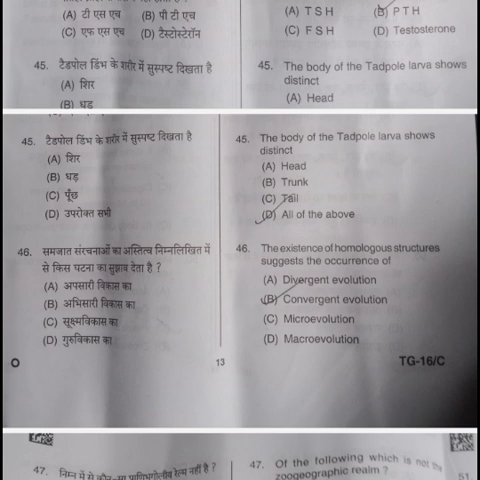 (A) टी एस एच (B) पी टी एच
(C) एफ एस एच (D) टैस्टोस्टेरॉन
45. टैडपोल डिंभ के शरीर में सुस्पष्ट दिखता है
(A) शिर
(B) धड़
(A) T S H (B) P T H
(C) F S H (D) Testosterone
45. The body of the Tadpole larva shows
distinct
(A) Head
45. टैडपोल डिंभ के शरीर में सुस्पष्ट दिखता है
(A) शिर
(B) धड़
(C) पूँछ
(D) उपरोक्त सभी
46. समजात संरचनाओं का अस्तित्व निम्नलिखित में
से किस घटना का सुझाव देता है ?
(A) अपसारी विकास का
(B) अभिसारी विकास का
(C) सूक्ष्मविकास का
(D) गुरुविकास का
45. The body of the Tadpole larva shows
distinct
(A) Head
(B) Trunk
(C) Tail
(D) All of the above
46. The existence of homologous structures
suggests the occurrence of
(A) Divergent evolution
(B) Convergent evolution
(C) Microevolution
(D) Macroevolution
O 13 TG-16/C
47. निम्न में से कौन-सा प्राणिभूगोलीय रेल्म नहीं है ?
47. Of the following which is not the
zoogeographic realm ?
51.